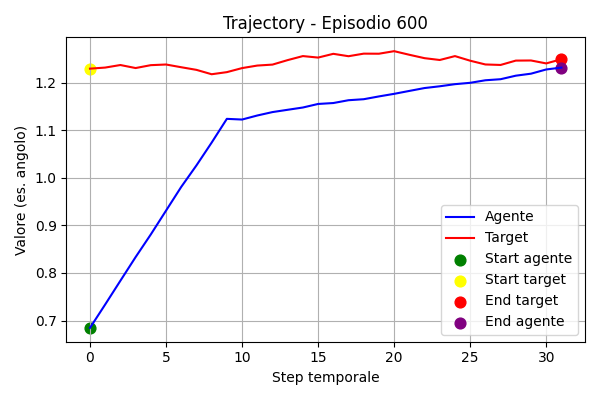 Trajectory - Episodio 600
Valore (es. angolo)
1.2
1.1
1.0
0.9
0.8
0.7
0
5
10
15
20
25
30
Step temporale
Agente
Target
Start agente
Start target
End target
End agente